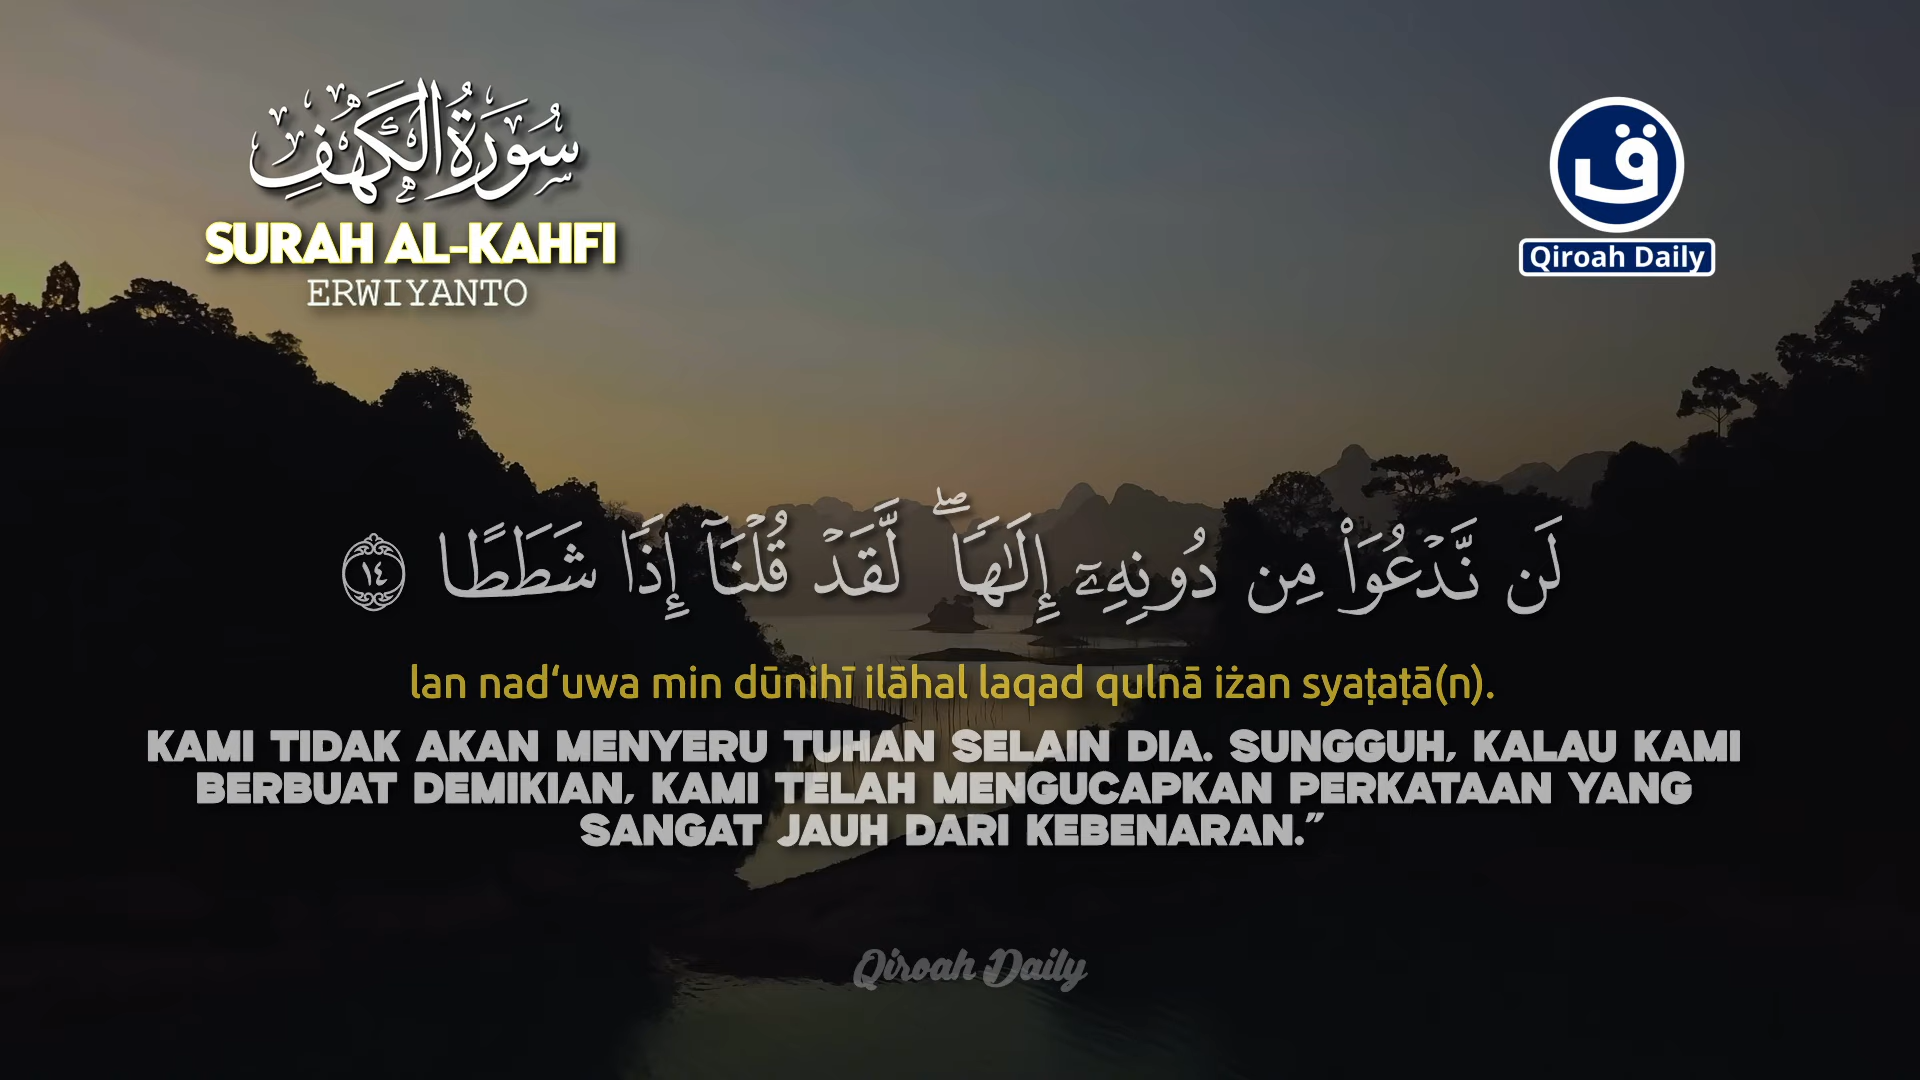 سُورَةُ الكَهْفِ
SURAH AL-KAHFI
ERWIYANTO
ق
Qiroah Daily
لَن نَّدْعُوَا۟ مِن دُونِهِۦٓ إِلَـٰهًا ۖ لَّقَدْ قُلْنَآ إِذًا شَطَطًا ١٤
lan nad‘uwa min dūnihī ilāhal laqad qulnā iżan syaṭaṭā(n).
KAMI TIDAK AKAN MENYERU TUHAN SELAIN DIA. SUNGGUH, KALAU KAMI
BERBUAT DEMIKIAN, KAMI TELAH MENGUCAPKAN PERKATAAN YANG
SANGAT JAUH DARI KEBENARAN.”
Qiroah Daily